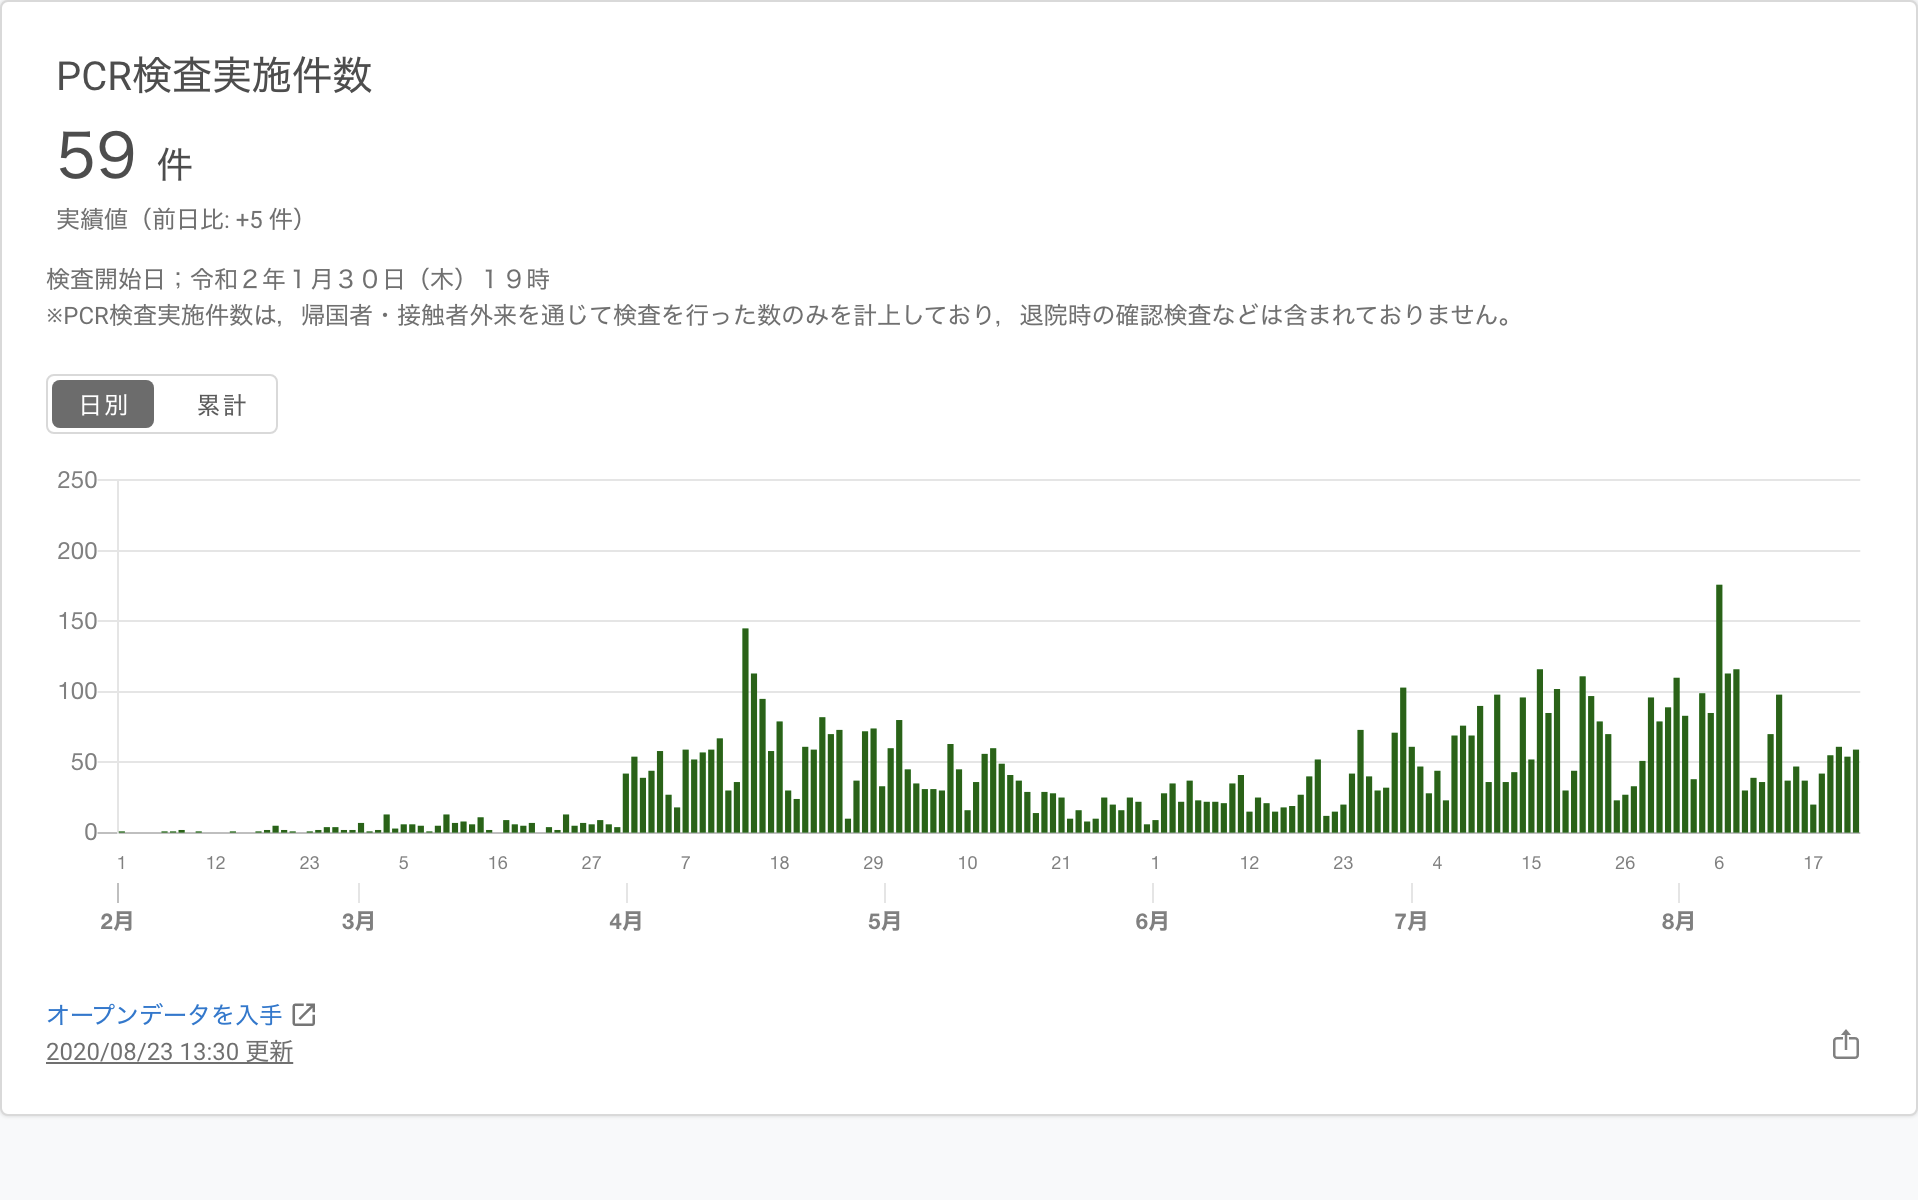 PCR検査実施件数
59 件
実績値（前日比: +5 件）
検査開始日；令和２年１月３０日（木）１９時
※PCR検査実施件数は，帰国者・接触者外来を通じて検査を行った数のみを計上しており，退院時の確認検査などは含まれておりません。
日別 累計
250
200
150
100
50
0
1 12 23 5 16 27 7 18 29 10 21 1 12 23 4 15 26 6 17
2月 3月 4月 5月 6月 7月 8月
オープンデータを入手
2020/08/23 13:30 更新